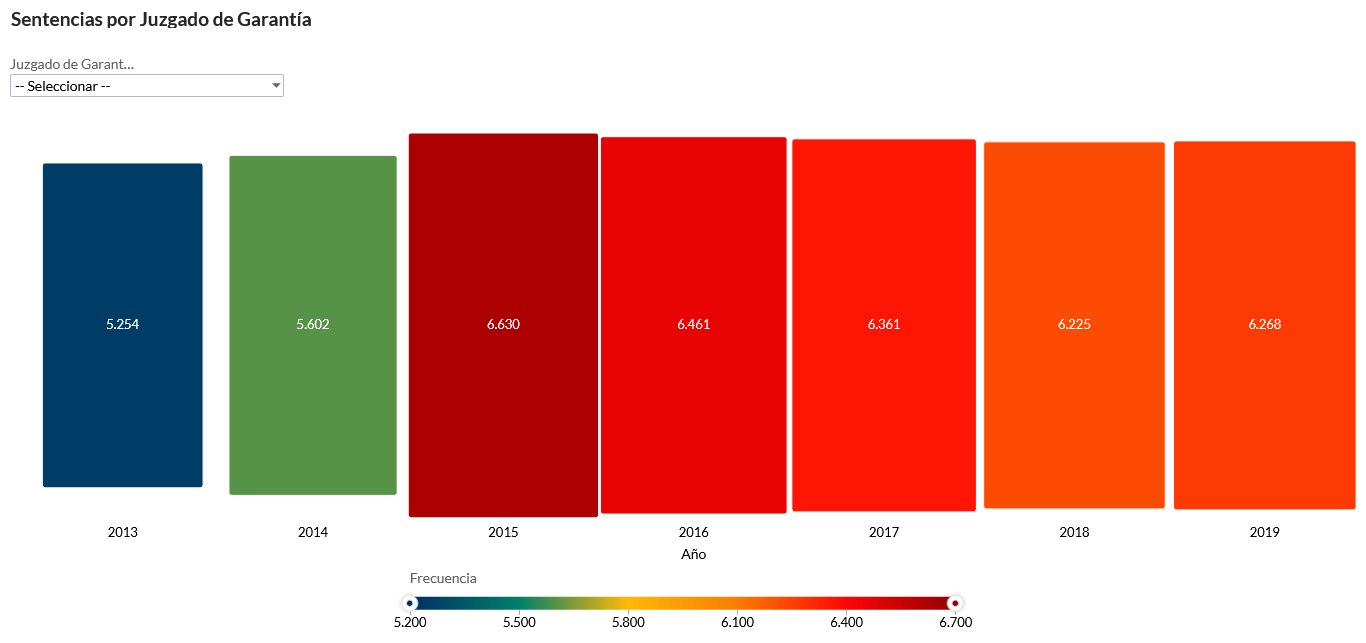 Sentencias por Juzgado de Garantía
Juzgado de Garant...
-- Seleccionar --
5.254 5.602 6.630 6.461 6.361 6.225 6.268
2013 2014 2015 2016 2017 2018 2019
Año
Frecuencia
5.200 5.500 5.800 6.100 6.400 6.700